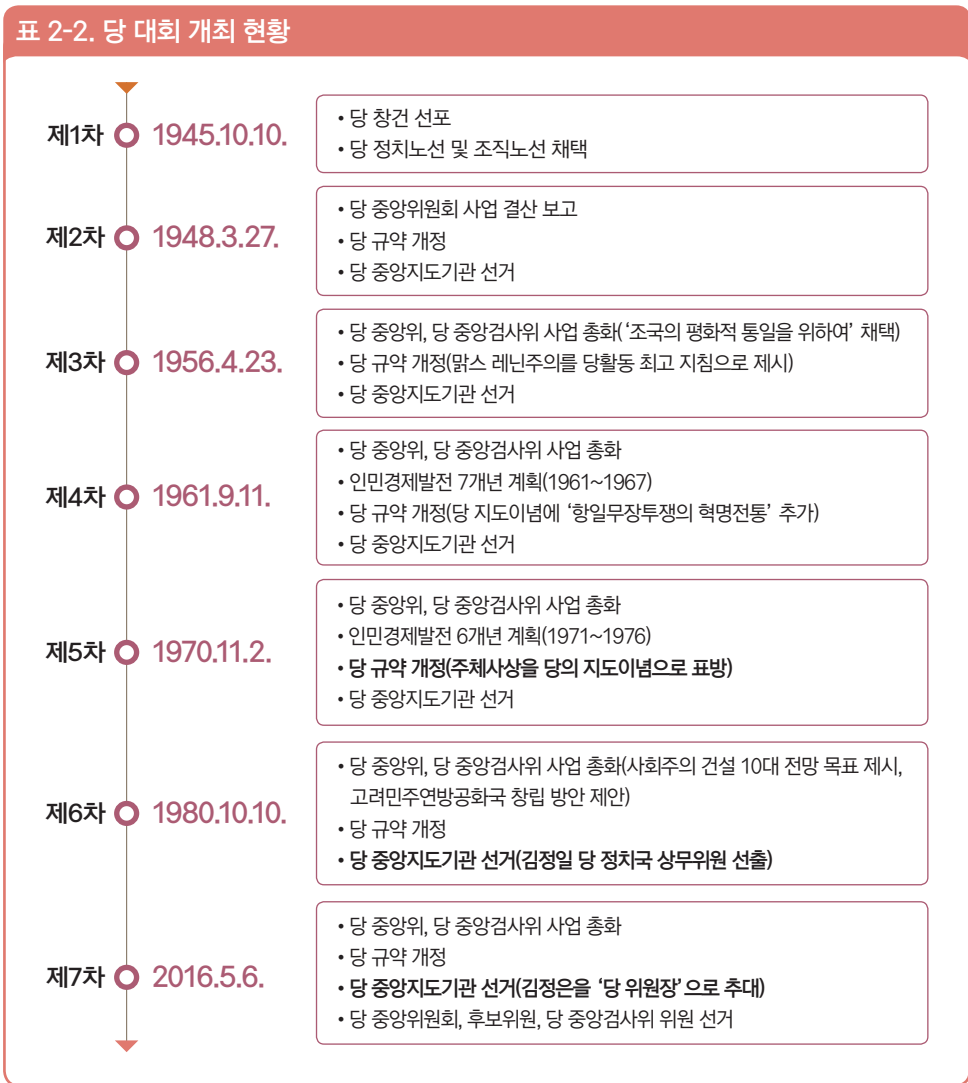 표 2-2. 당 대회 개최 현황
제1차 1945.10.10.
• 당 창건 선포
• 당 정치노선 및 조직노선 채택
제2차 1948.3.27.
• 당 중앙위원회 사업 결산 보고
• 당 규약 개정
• 당 중앙지도기관 선거
제3차 1956.4.23.
• 당 중앙위, 당 중앙검사위 사업 총화(‘조국의 평화적 통일을 위하여’ 채택)
• 당 규약 개정(맑스 레닌주의를 당활동 최고 지침으로 제시)
• 당 중앙지도기관 선거
제4차 1961.9.11.
• 당 중앙위, 당 중앙검사위 사업 총화
• 인민경제발전 7개년 계획(1961~1967)
• 당 규약 개정(당 지도이념에 ‘항일무장투쟁의 혁명전통’ 추가)
• 당 중앙지도기관 선거
제5차 1970.11.2.
• 당 중앙위, 당 중앙검사위 사업 총화
• 인민경제발전 6개년 계획(1971~1976)
• 당 규약 개정(주체사상을 당의 지도이념으로 표방)
• 당 중앙지도기관 선거
제6차 1980.10.10.
• 당 중앙위, 당 중앙검사위 사업 총화(사회주의 건설 10대 전망 목표 제시,
고려민주연방공화국 창립 방안 제안)
• 당 규약 개정
• 당 중앙지도기관 선거(김정일 당 정치국 상무위원 선출)
제7차 2016.5.6.
• 당 중앙위, 당 중앙검사위 사업 총화
• 당 규약 개정
• 당 중앙지도기관 선거(김정은을 ‘당 위원장’으로 추대)
• 당 중앙위원회, 후보위원, 당 중앙검사위 위원 선거